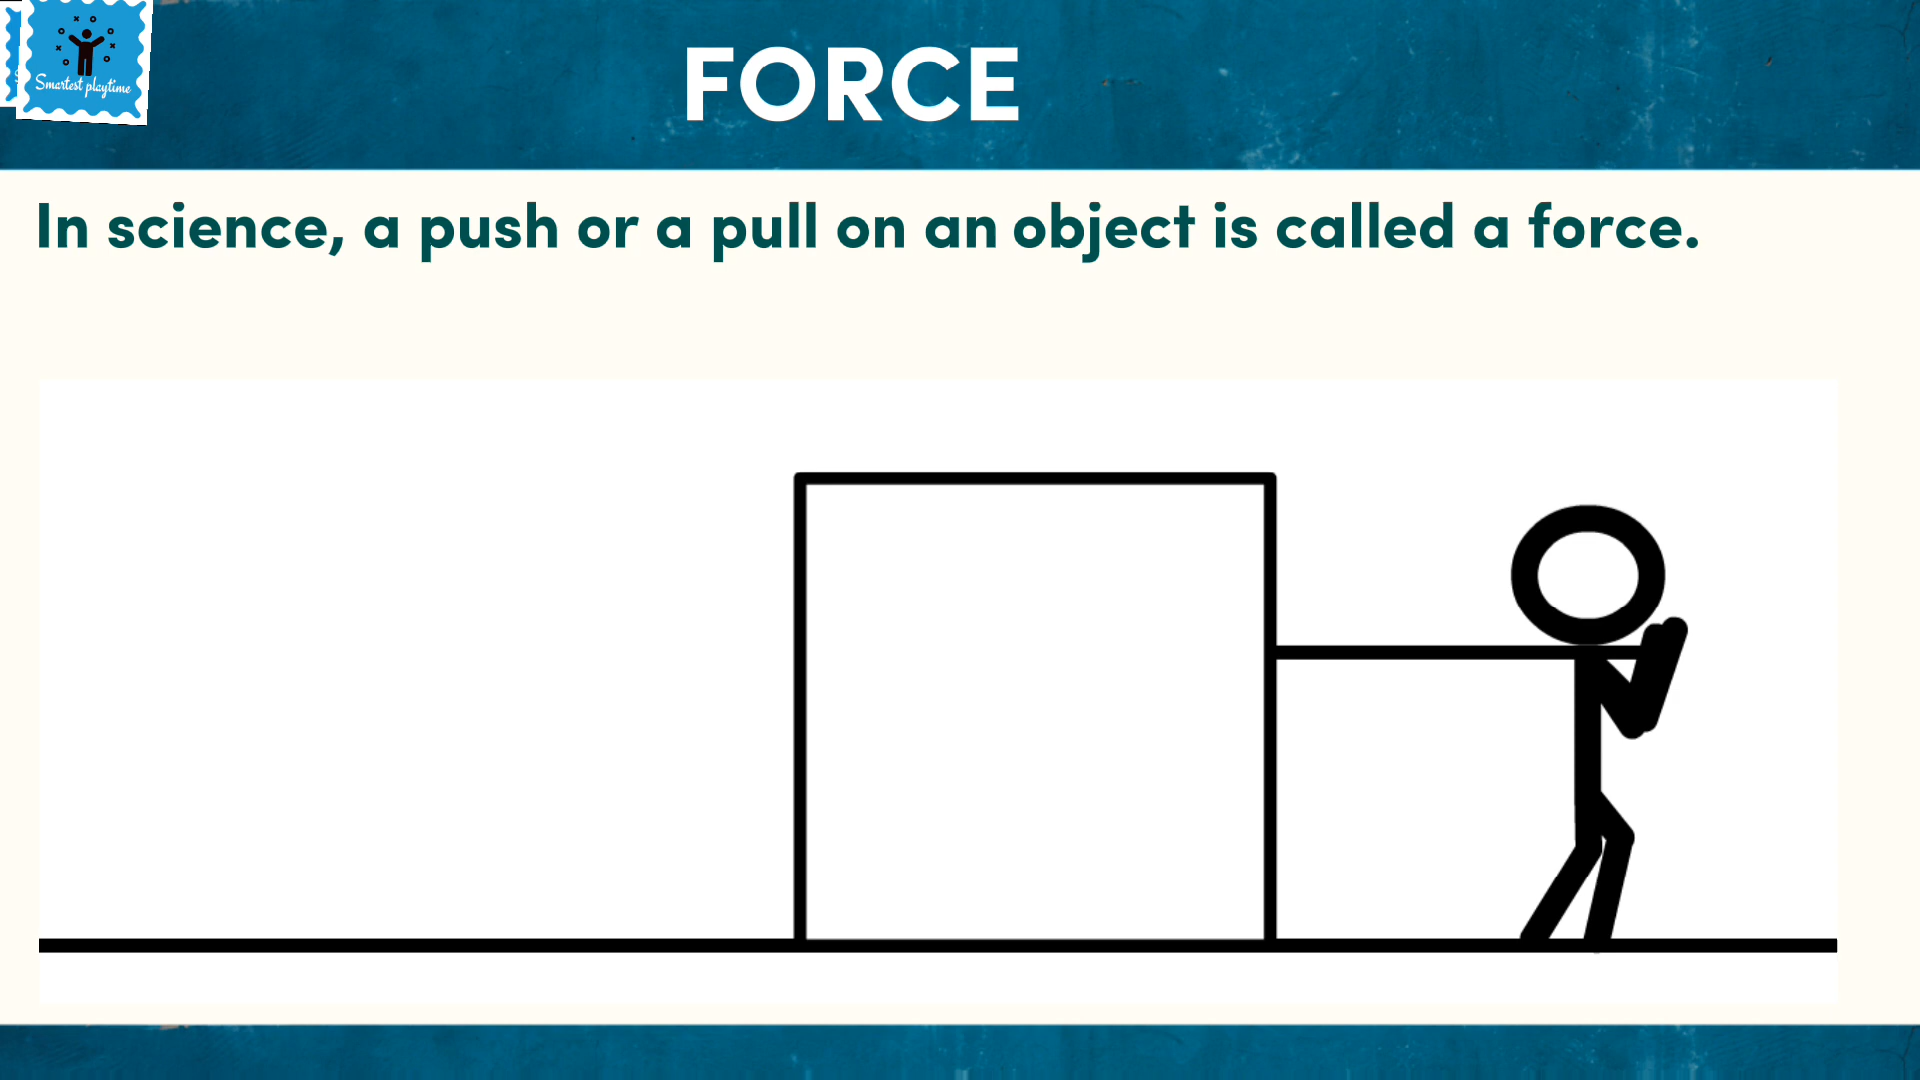 Smartest playtime
FORCE
In science, a push or a pull on an object is called a force.